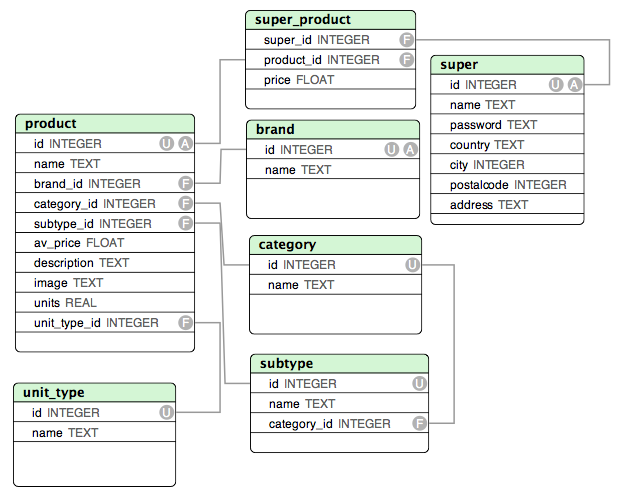 super_product
super_id INTEGER F
product_id INTEGER F
price FLOAT
super
id INTEGER U A
name TEXT
password TEXT
country TEXT
city INTEGER
postalcode INTEGER
address TEXT
product
id INTEGER U A
name TEXT
brand_id INTEGER F
category_id INTEGER F
subtype_id INTEGER F
av_price FLOAT
description TEXT
image TEXT
units REAL
unit_type_id INTEGER F
brand
id INTEGER U A
name TEXT
category
id INTEGER U
name TEXT
subtype
id INTEGER U
name TEXT
category_id INTEGER F
unit_type
id INTEGER U
name TEXT